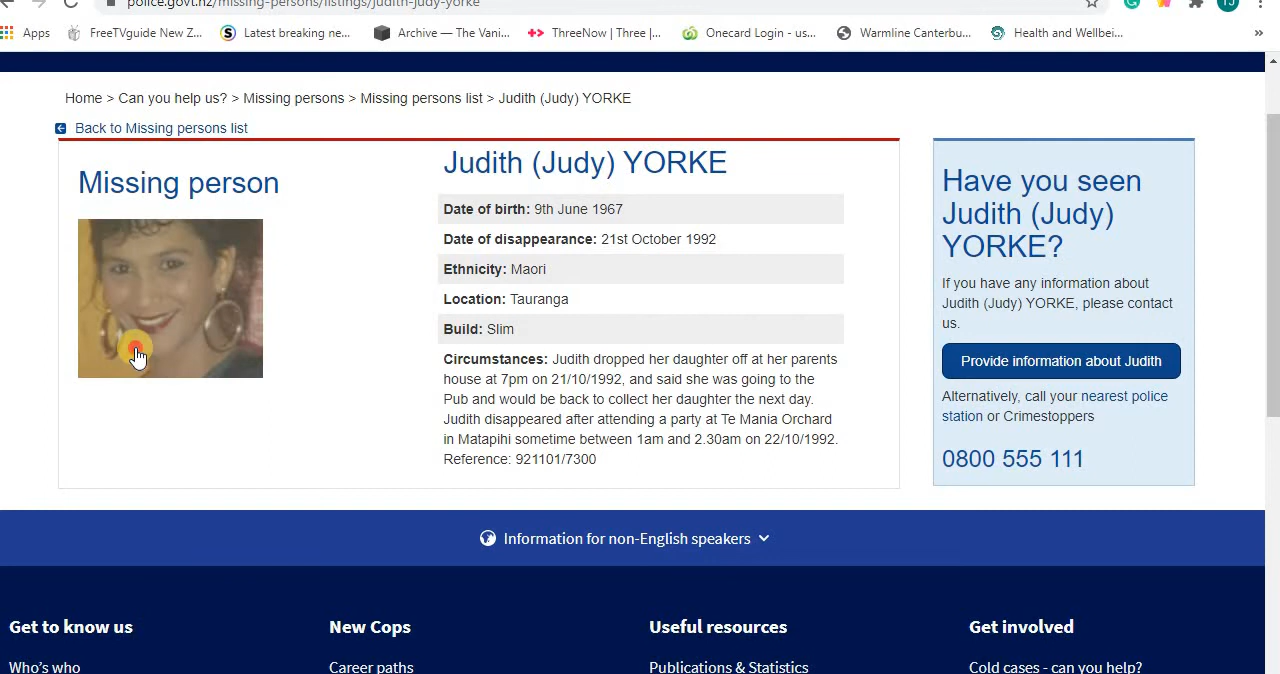 police.govt.nz/missing-persons/listings/judith-judy-yorke
Apps FreeTVguide New Z... Latest breaking ne... Archive — The Vani... ThreeNow | Three |... Onecard Login - us... Warmline Canterbu... Health and Wellbei... »
Home > Can you help us? > Missing persons > Missing persons list > Judith (Judy) YORKE
Back to Missing persons list
Missing person
Judith (Judy) YORKE
Date of birth: 9th June 1967
Date of disappearance: 21st October 1992
Ethnicity: Maori
Location: Tauranga
Build: Slim
Circumstances: Judith dropped her daughter off at her parents
house at 7pm on 21/10/1992, and said she was going to the
Pub and would be back to collect her daughter the next day.
Judith disappeared after attending a party at Te Mania Orchard
in Matapihi sometime between 1am and 2.30am on 22/10/1992.
Reference: 921101/7300
Have you seen
Judith (Judy)
YORKE?
If you have any information about
Judith (Judy) YORKE, please contact
us.
Provide information about Judith
Alternatively, call your nearest police
station or Crimestoppers
0800 555 111
Information for non-English speakers
Get to know us
New Cops
Useful resources
Get involved
Who's who
Career paths
Publications & Statistics
Cold cases - can you help?